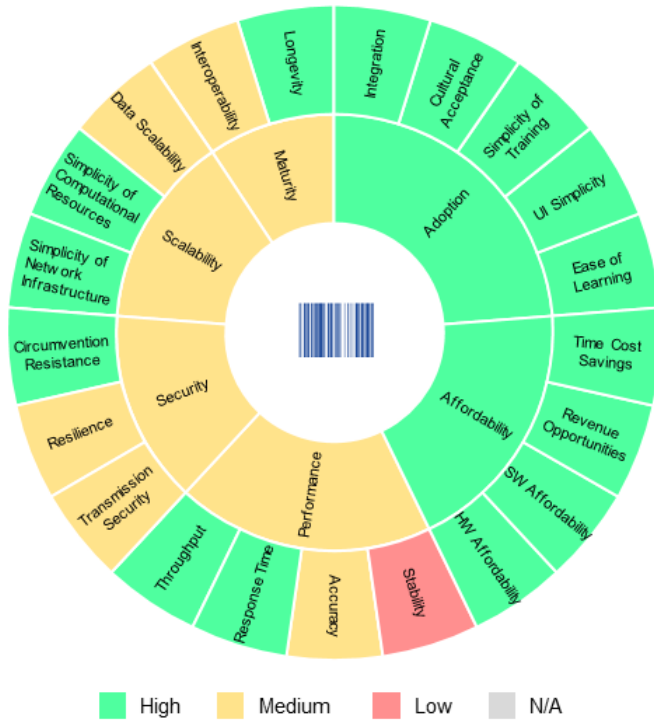 Longevity
Integration
Cultural
Acceptance
Simplicity of
Training
UI Simplicity
Ease of
Learning
Time Cost
Savings
Revenue
Opportunities
SW Affordability
HW Affordability
Stability
Accuracy
Response Time
Throughput
Transmission
Security
Resilience
Circumvention
Resistance
Simplicity of
Network
Infrastructure
Simplicity of
Computational
Resources
Data Scalability
Interoperability
Maturity
Adoption
Affordability
Performance
Security
Scalability
High
Medium
Low
N/A